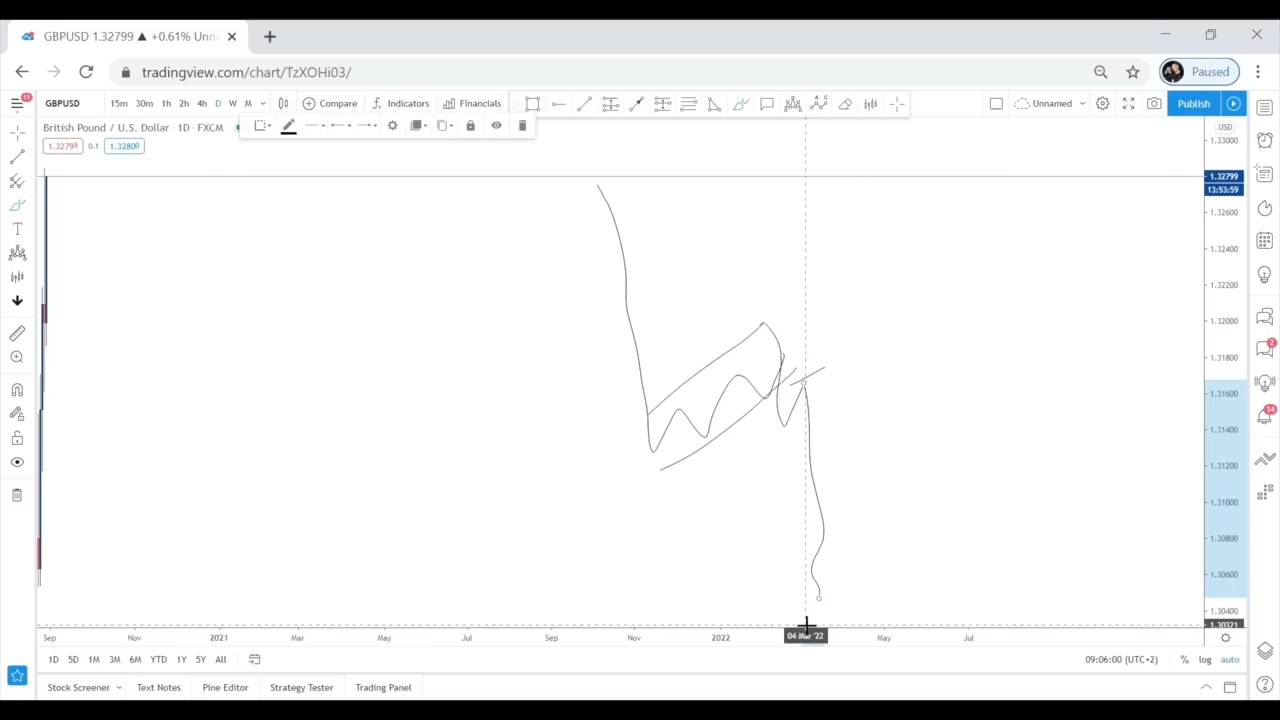 GBPUSD 1.32799 ▲ +0.61% Unn
tradingview.com/chart/TzXOHi03/
Paused
11
GBPUSD 15m 30m 1h 2h 4h D W M Compare Indicators Financials Unnamed Publish
British Pound / U.S. Dollar · 1D · FXCM
1.32799 0.1 1.32800
USD
1.33000
1.32799
13:53:59
1.32600
1.32400
1.32200
1.32000
1.31800
1.31600
1.31400
1.31200
1.31000
1.30800
1.30600
1.30400
1.30321
2
14
Sep Nov 2021 Mar May Jul Sep Nov 2022 04 Mar '22 May Jul
1D 5D 1M 3M 6M YTD 1Y 5Y All 09:06:00 (UTC+2) % log auto
Stock Screener Text Notes Pine Editor Strategy Tester Trading Panel